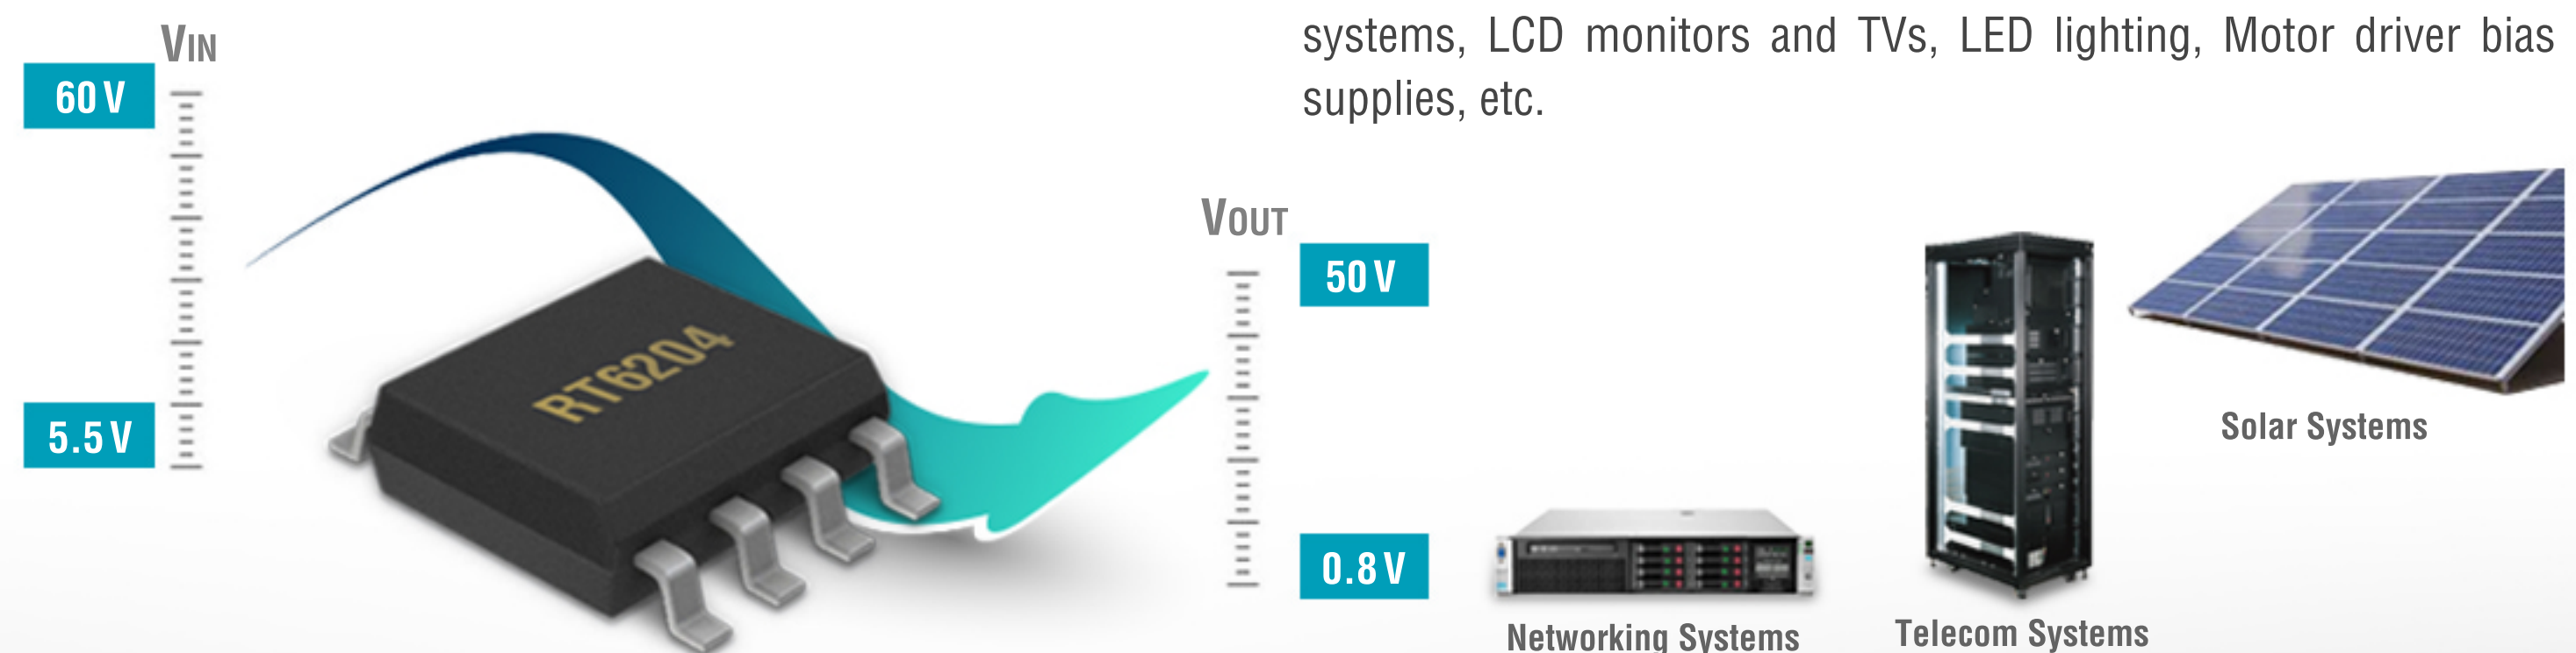 systems, LCD monitors and TVs, LED lighting, Motor driver bias
supplies, etc.
VIN
60 V
5.5 V
RT6204
VOUT
50 V
0.8 V
Solar Systems
Networking Systems
Telecom Systems